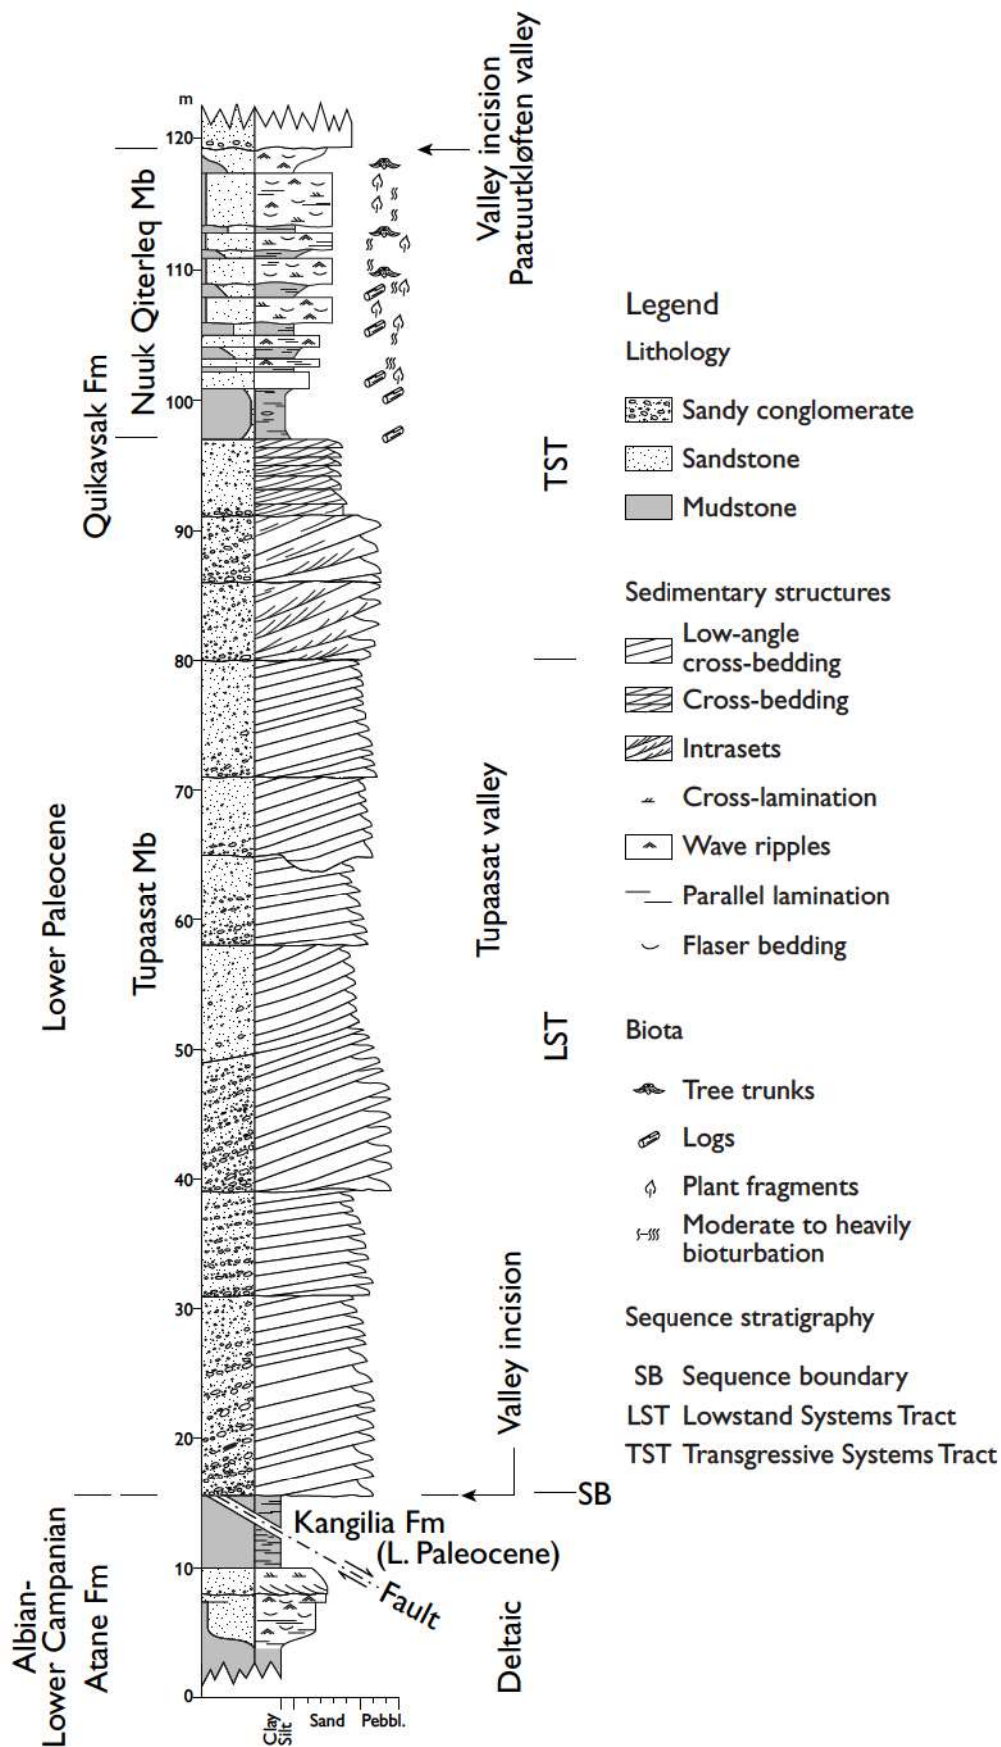 m
120
110
100
90
80
70
60
50
40
30
20
10
0
Clay
Silt
Sand
Pebbl.
Lower Paleocene
Albian-
Lower Campanian
Quikavsak Fm
Atane Fm
Nuuk Qiterleq Mb
Tupaasat Mb
Kangilia Fm
(L. Paleocene)
Fault
Valley incision
Paatuutkløften valley
Tupaasat valley
Valley incision
Deltaic
TST
LST
SB
Legend
Lithology
Sandy conglomerate
Sandstone
Mudstone
Sedimentary structures
Low-angle
cross-bedding
Cross-bedding
Intrasets
Cross-lamination
Wave ripples
Parallel lamination
Flaser bedding
Biota
Tree trunks
Logs
Plant fragments
Moderate to heavily
bioturbation
Sequence stratigraphy
SB Sequence boundary
LST Lowstand Systems Tract
TST Transgressive Systems Tract